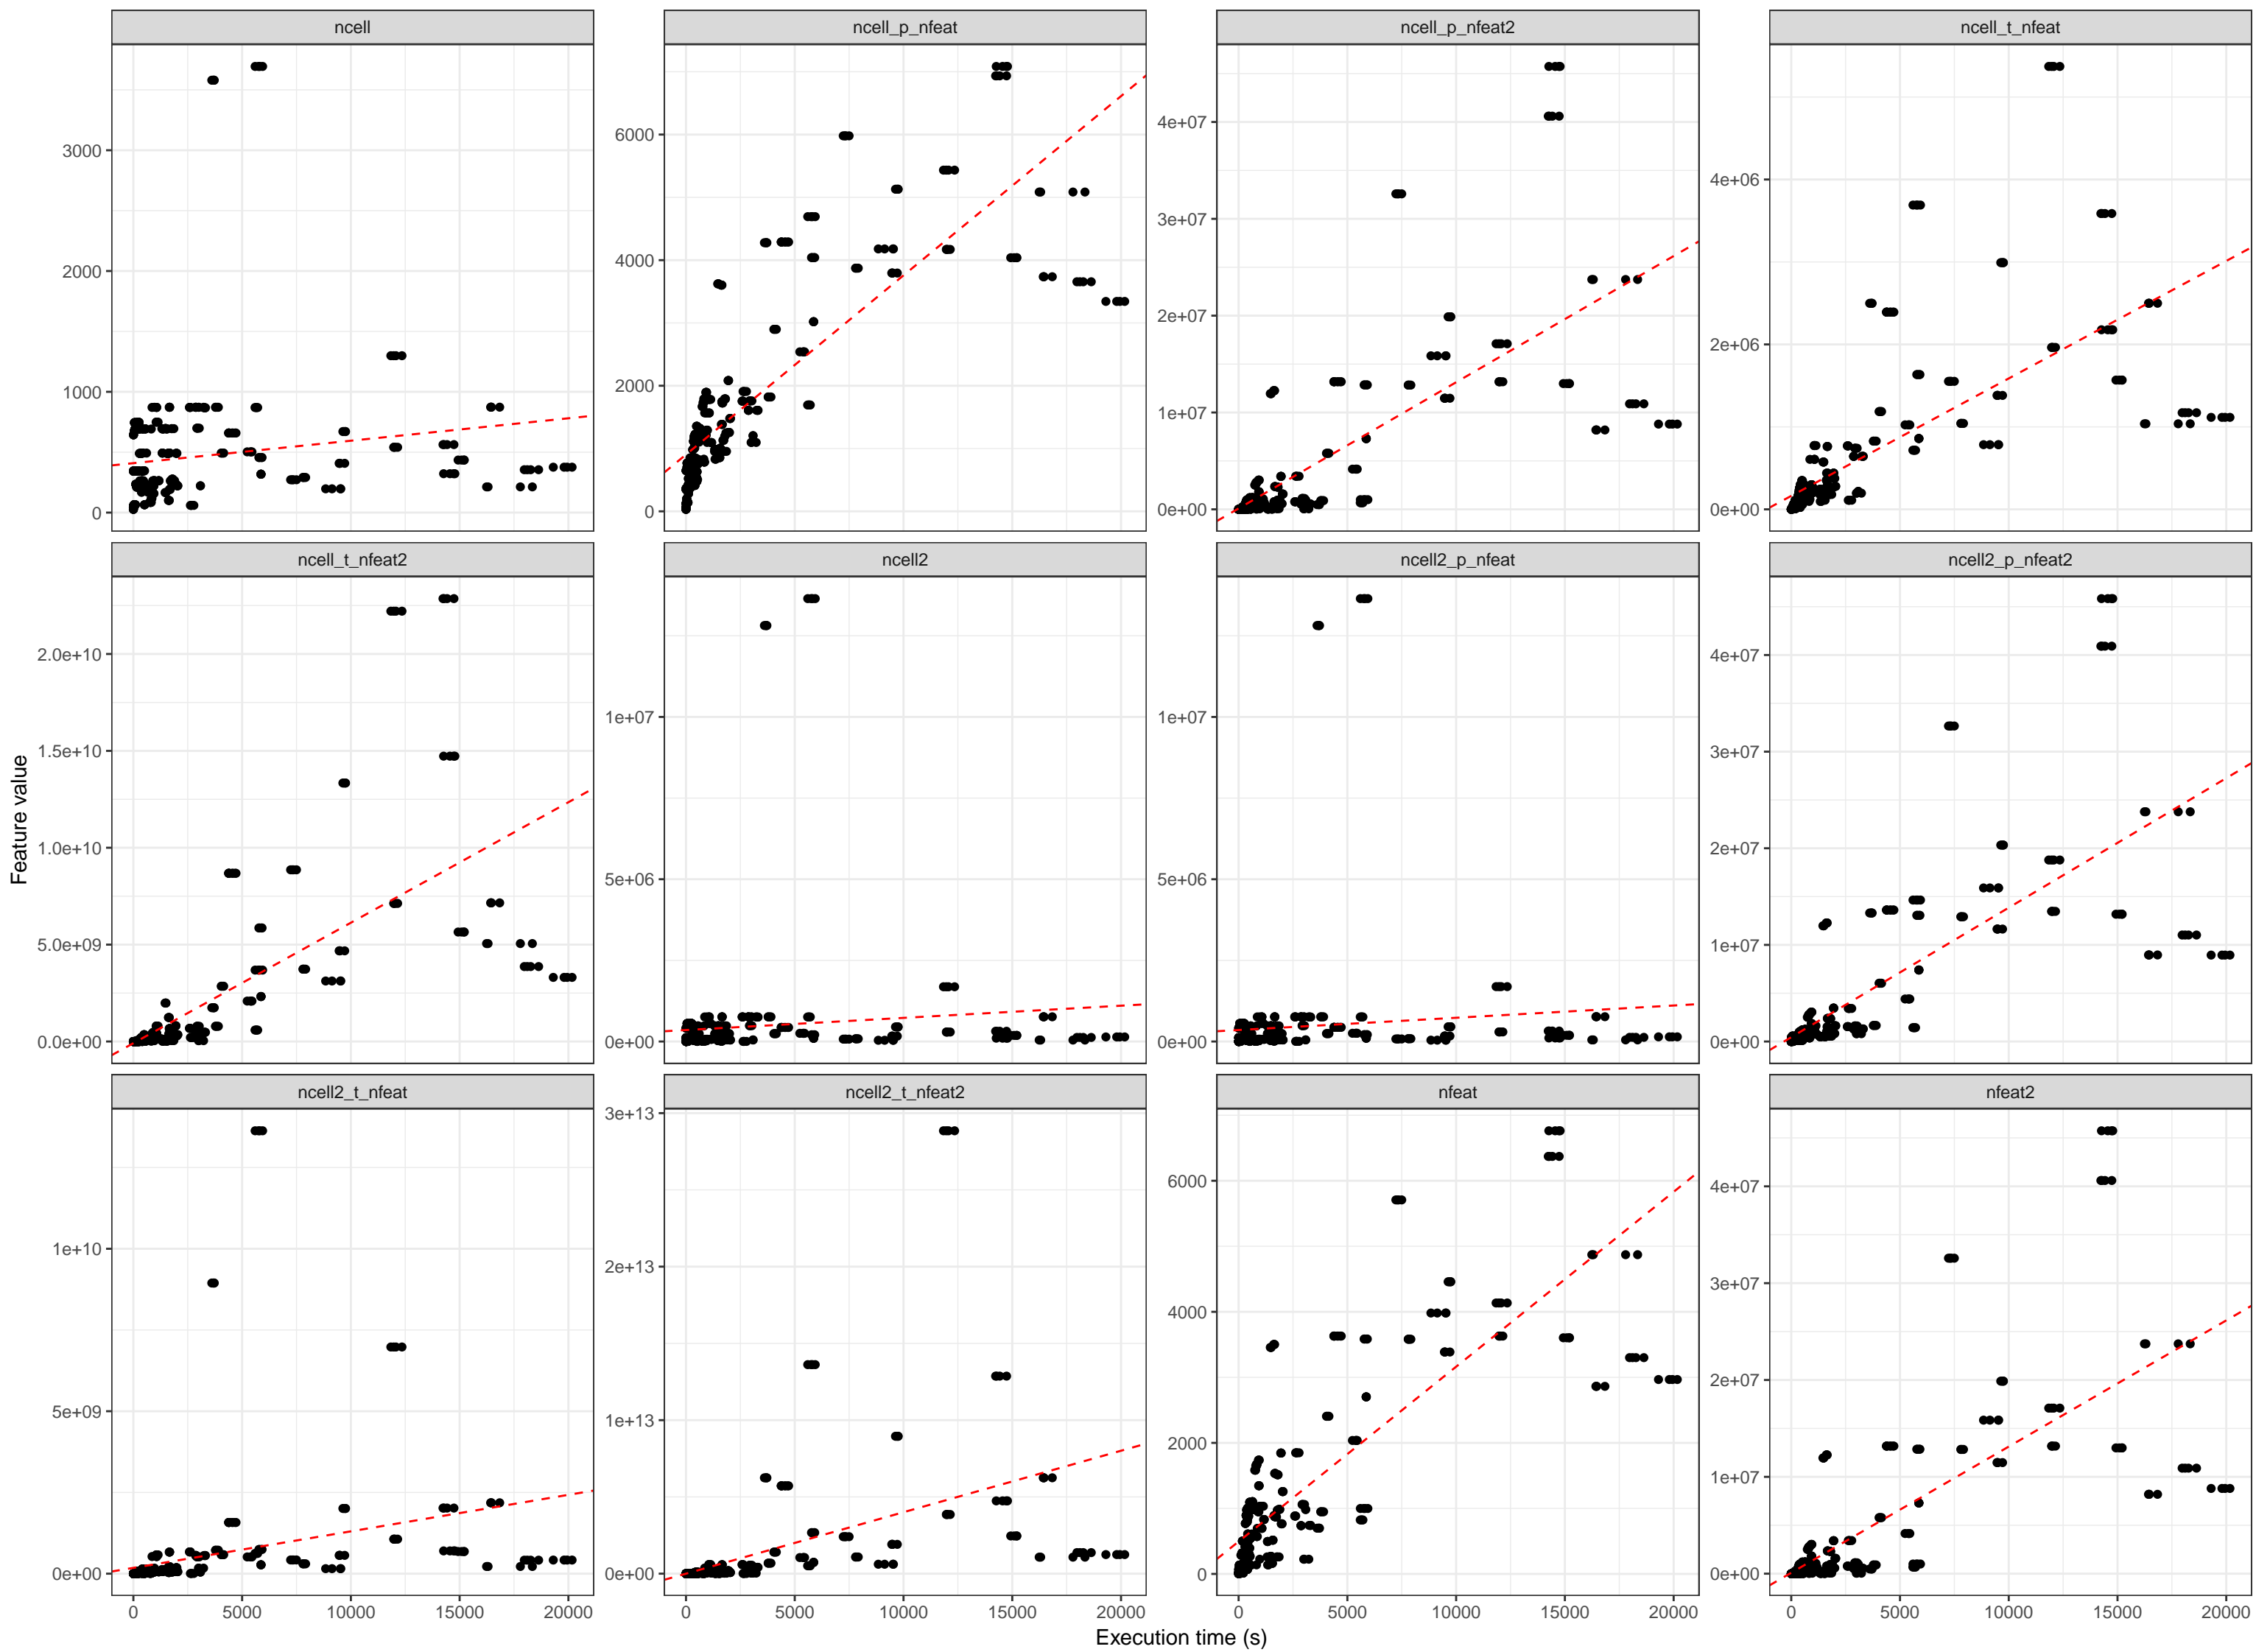 ncell
ncell_p_nfeat
ncell_p_nfeat2
ncell_t_nfeat
3000
2000
1000
0
6000
4000
2000
0
4e+07
3e+07
2e+07
1e+07
0e+00
4e+06
2e+06
0e+00
ncell_t_nfeat2
ncell2
ncell2_p_nfeat
ncell2_p_nfeat2
2.0e+10
1.5e+10
1.0e+10
5.0e+09
0.0e+00
1e+07
5e+06
0e+00
1e+07
5e+06
0e+00
4e+07
3e+07
2e+07
1e+07
0e+00
Feature value
ncell2_t_nfeat
ncell2_t_nfeat2
nfeat
nfeat2
1e+10
5e+09
0e+00
3e+13
2e+13
1e+13
0e+00
6000
4000
2000
0
4e+07
3e+07
2e+07
1e+07
0e+00
0 5000 10000 15000 20000
0 5000 10000 15000 20000
0 5000 10000 15000 20000
0 5000 10000 15000 20000
Execution time (s)